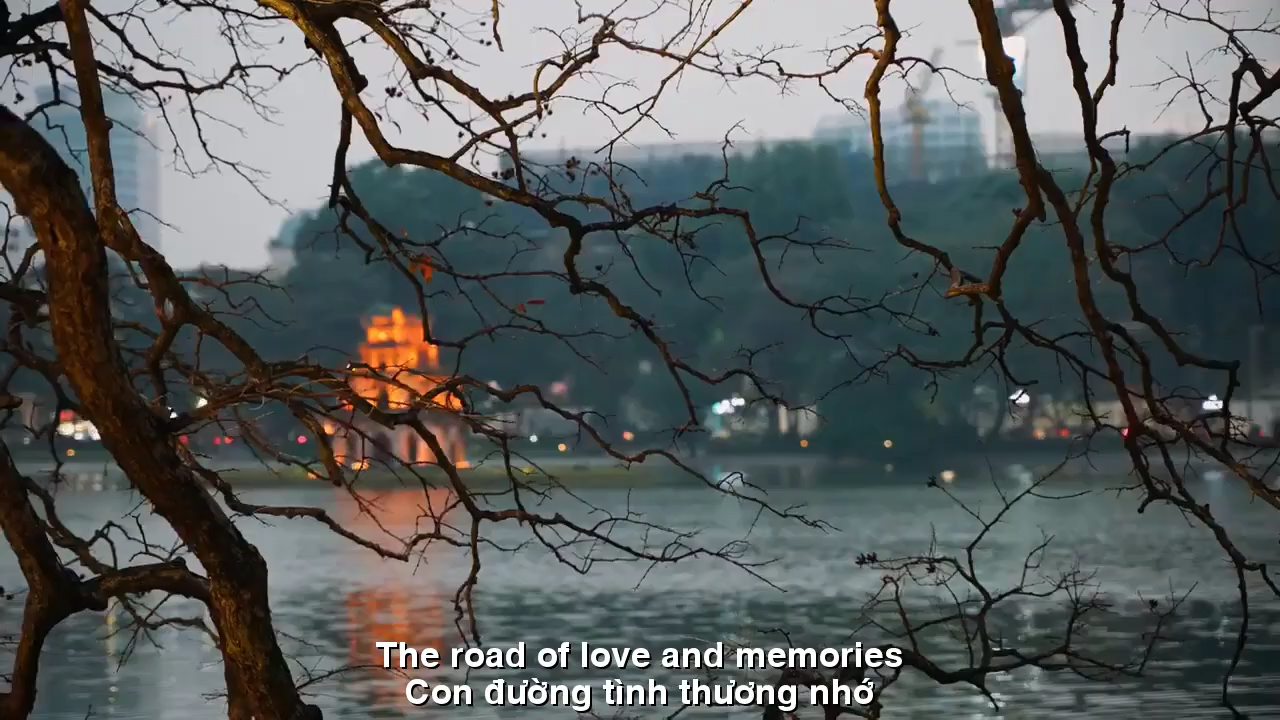 The road of love and memories
Con đường tình thương nhớ